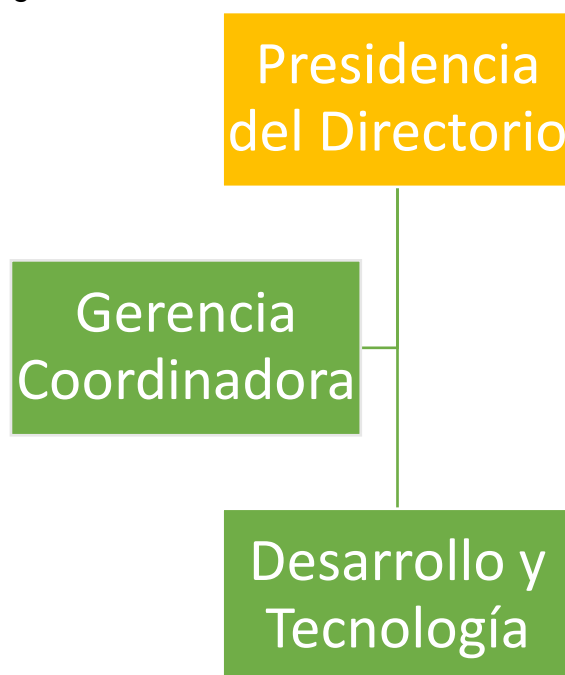 Presidencia
del Directorio
Gerencia
Coordinadora
Desarrollo y
Tecnología